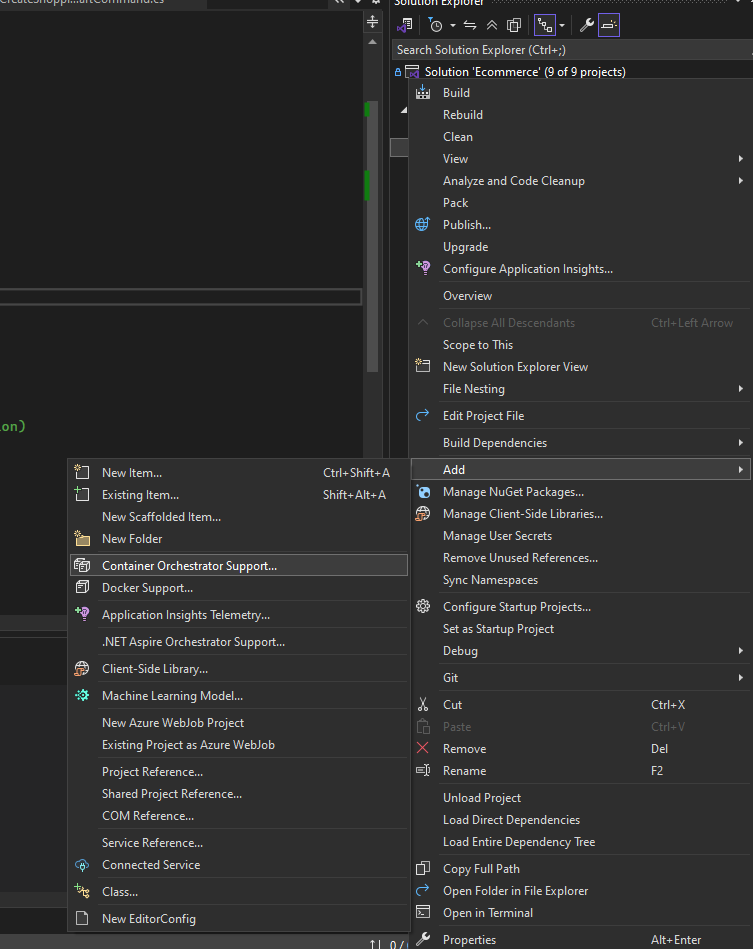 Solution Explorer
Search Solution Explorer (Ctrl+;)
Solution 'Ecommerce' (9 of 9 projects)
Build
Rebuild
Clean
View
Analyze and Code Cleanup
Pack
Publish...
Upgrade
Configure Application Insights...
Overview
Collapse All Descendants Ctrl+Left Arrow
Scope to This
New Solution Explorer View
File Nesting
Edit Project File
Build Dependencies
Add
Manage NuGet Packages...
Manage Client-Side Libraries...
Manage User Secrets
Remove Unused References...
Sync Namespaces
Configure Startup Projects...
Set as Startup Project
Debug
Git
Cut Ctrl+X
Paste Ctrl+V
Remove Del
Rename F2
Unload Project
Load Direct Dependencies
Load Entire Dependency Tree
Copy Full Path
Open Folder in File Explorer
Open in Terminal
Properties Alt+Enter
ion)
New Item... Ctrl+Shift+A
Existing Item... Shift+Alt+A
New Scaffolded Item...
New Folder
Container Orchestrator Support...
Docker Support...
Application Insights Telemetry...
.NET Aspire Orchestrator Support...
Client-Side Library...
Machine Learning Model...
New Azure WebJob Project
Existing Project as Azure WebJob
Project Reference...
Shared Project Reference...
COM Reference...
Service Reference...
Connected Service
Class...
New EditorConfig
0 /